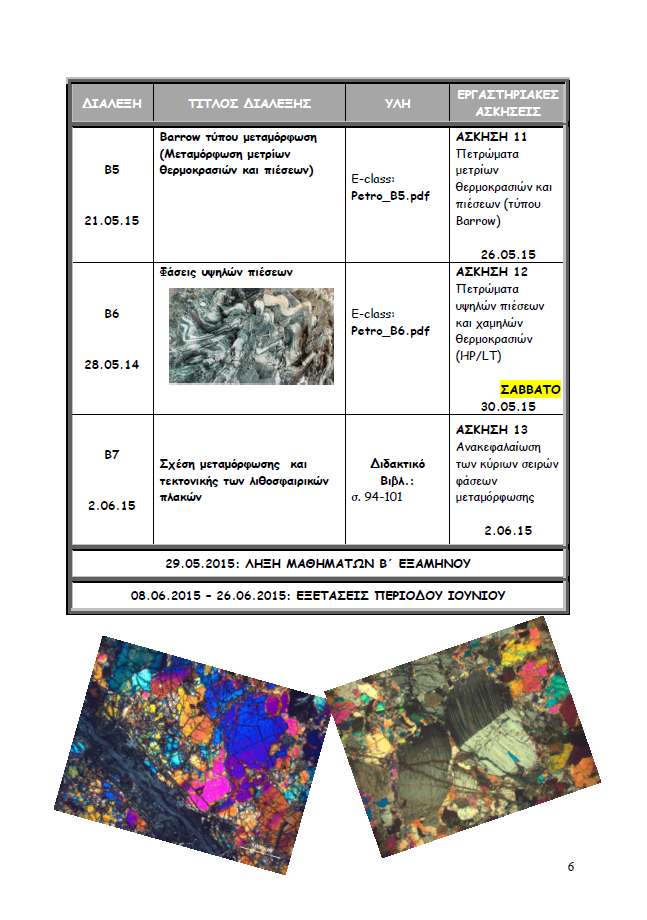 ΔΙΑΛΕΞΗ
ΤΙΤΛΟΣ ΔΙΑΛΕΞΗΣ
ΥΛΗ
ΕΡΓΑΣΤΗΡΙΑΚΕΣ
ΑΣΚΗΣΕΙΣ
Β5
21.05.15
Barrow τύπου μεταμόρφωση
(Μεταμόρφωση μετρίων
θερμοκρασιών και πιέσεων)
E-class:
Petro_B5.pdf
ΑΣΚΗΣΗ 11
Πετρώματα
μετρίων
θερμοκρασιών και
πιέσεων (τύπου
Barrow)
26.05.15
Β6
28.05.14
Φάσεις υψηλών πιέσεων
E-class:
Petro_B6.pdf
ΑΣΚΗΣΗ 12
Πετρώματα
υψηλών πιέσεων
και χαμηλών
θερμοκρασιών
(HP/LT)
ΣΑΒΒΑΤΟ
30.05.15
Β7
2.06.15
Σχέση μεταμόρφωσης και
τεκτονικής των λιθοσφαιρικών
πλακών
Διδακτικό
Βιβλ.:
σ. 94-101
ΑΣΚΗΣΗ 13
Ανακεφαλαίωση
των κύριων σειρών
φάσεων
μεταμόρφωσης
2.06.15
29.05.2015: ΛΗΞΗ ΜΑΘΗΜΑΤΩΝ Β΄ ΕΞΑΜΗΝΟΥ
08.06.2015 – 26.06.2015: ΕΞΕΤΑΣΕΙΣ ΠΕΡΙΟΔΟΥ ΙΟΥΝΙΟΥ
6